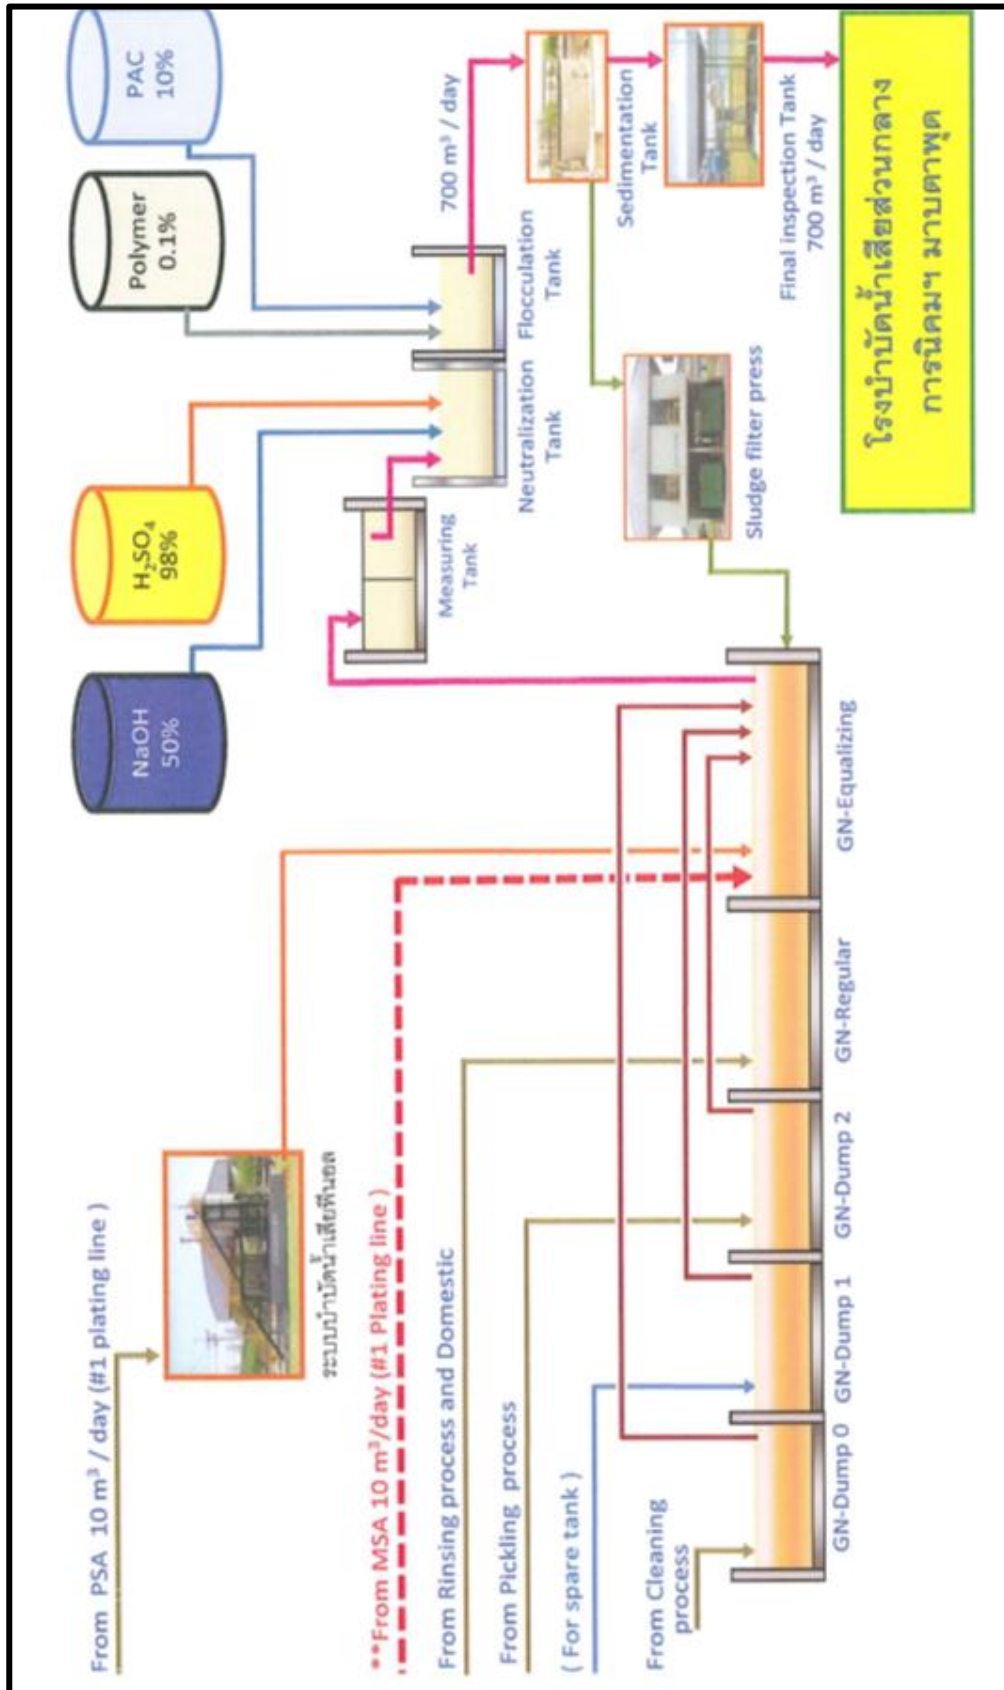 From PSA 10 m³ / day (#1 plating line )
ระบบบำบัดน้ำเสียฟีนอล
**From MSA 10 m³/day (#1 Plating line)
From Rinsing process and Domestic
From Pickling process
( For spare tank )
From Cleaning
process
GN-Dump 0
GN-Dump 1
GN-Dump 2
GN-Regular
GN-Equalizing
NaOH
50%
H₂SO₄
98%
Polymer
0.1%
PAC
10%
Measuring
Tank
Neutralization
Tank
Flocculation
Tank
700 m³ / day
Sedimentation
Tank
Sludge filter press
Final inspection Tank
700 m³ / day
โรงบำบัดน้ำเสียส่วนกลาง
การนิคมฯ มาบตาพุด